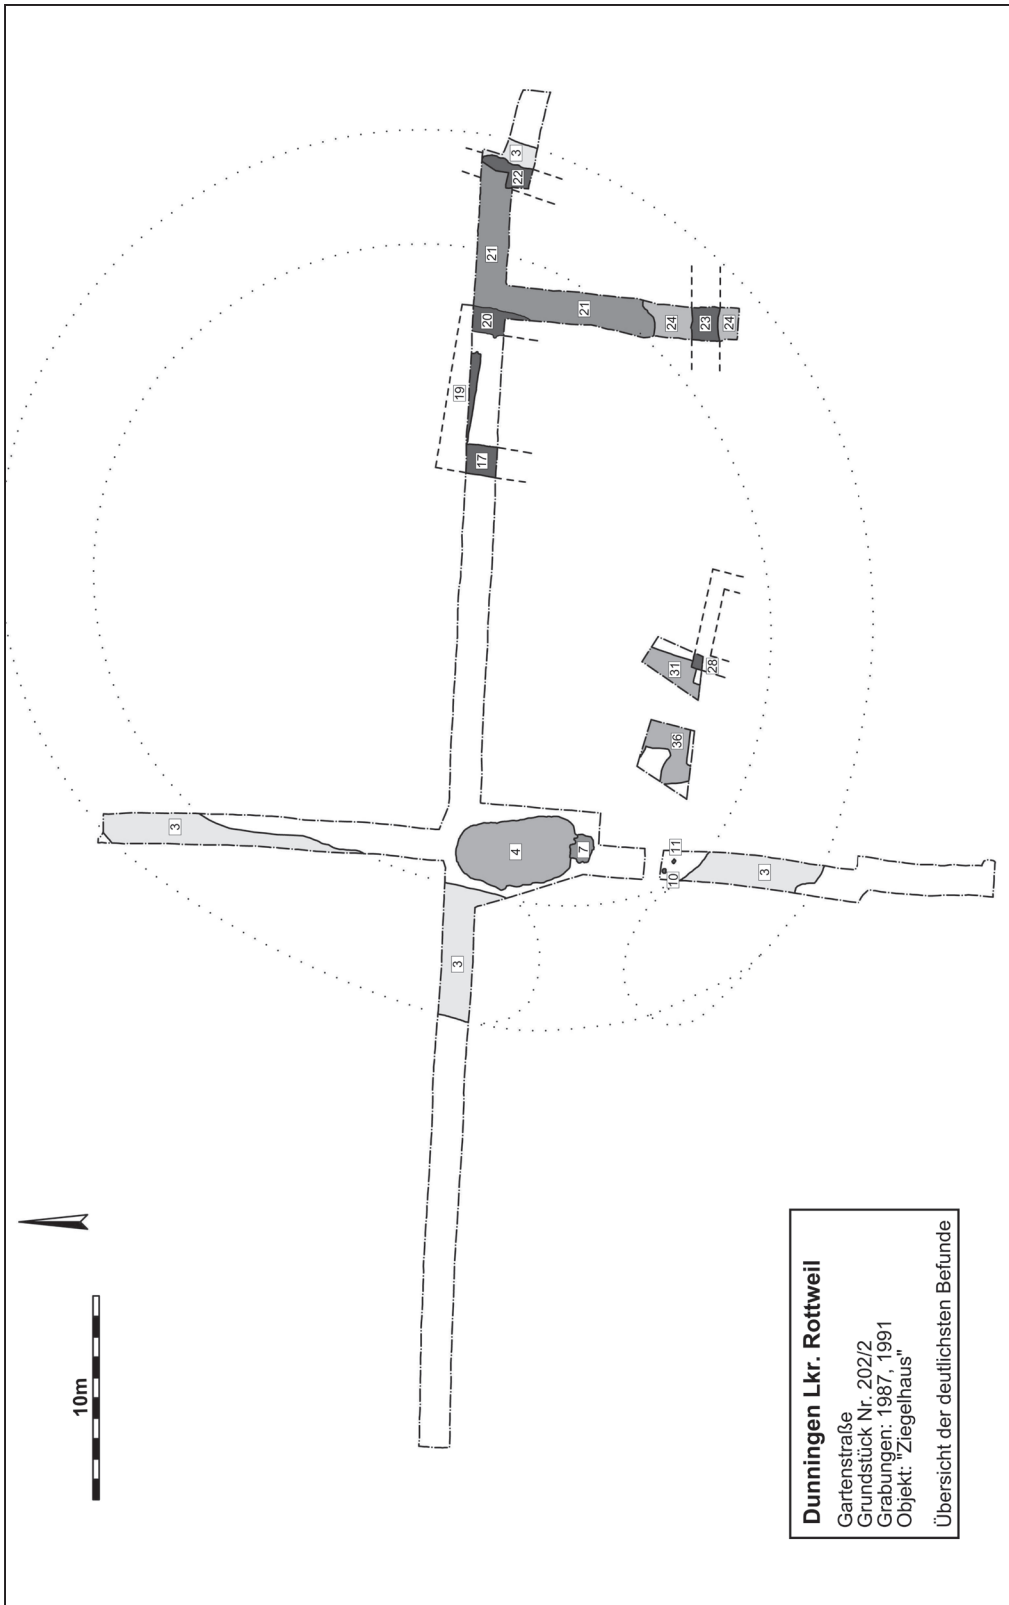 3
22
21
20
21
24
23
24
19
17
31
28
36
3
4
7
11
10
3
3
10m
Dunningen Lkr. Rottweil
Gartenstraße
Grundstück Nr. 202/2
Grabungen: 1987, 1991
Objekt: "Ziegelhaus"
Übersicht der deutlichsten Befunde